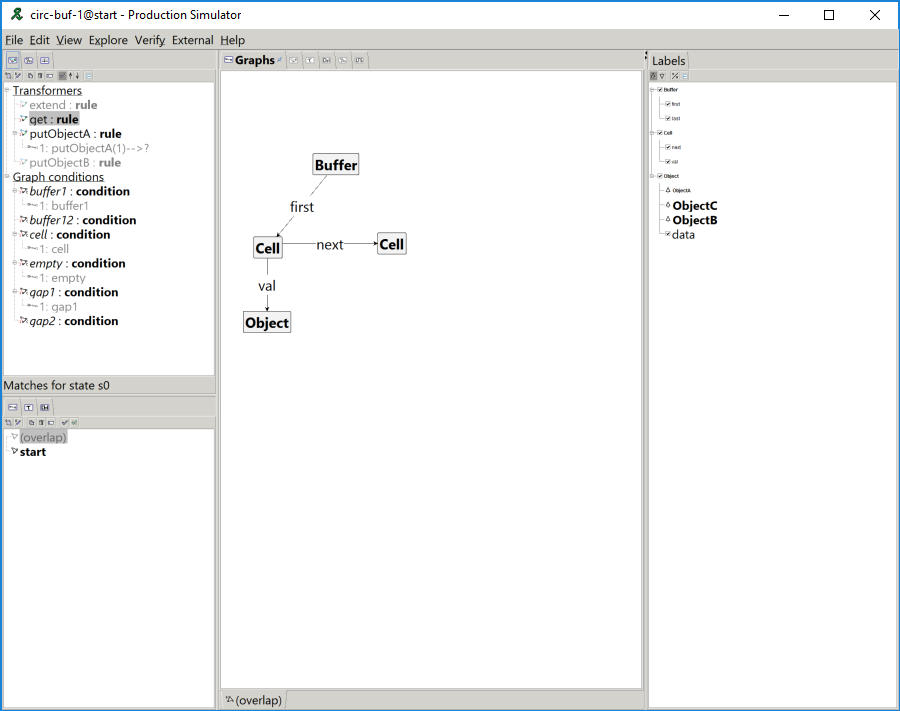 circ-buf-1@start - Production Simulator
File Edit View Explore Verify External Help
Transformers
extend : rule
get : rule
putObjectA : rule
1: putObjectA(1)-->?
putObjectB : rule
Graph conditions
buffer1 : condition
1: buffer1
buffer12 : condition
cell : condition
1: cell
empty : condition
1: empty
gap1 : condition
1: gap1
gap2 : condition
Matches for state s0
(overlap)
start
Graphs
Buffer
first
Cell
next
Cell
val
Object
(overlap)
Labels
Buffer
first
last
Cell
next
val
Object
ObjectA
ObjectC
ObjectB
data